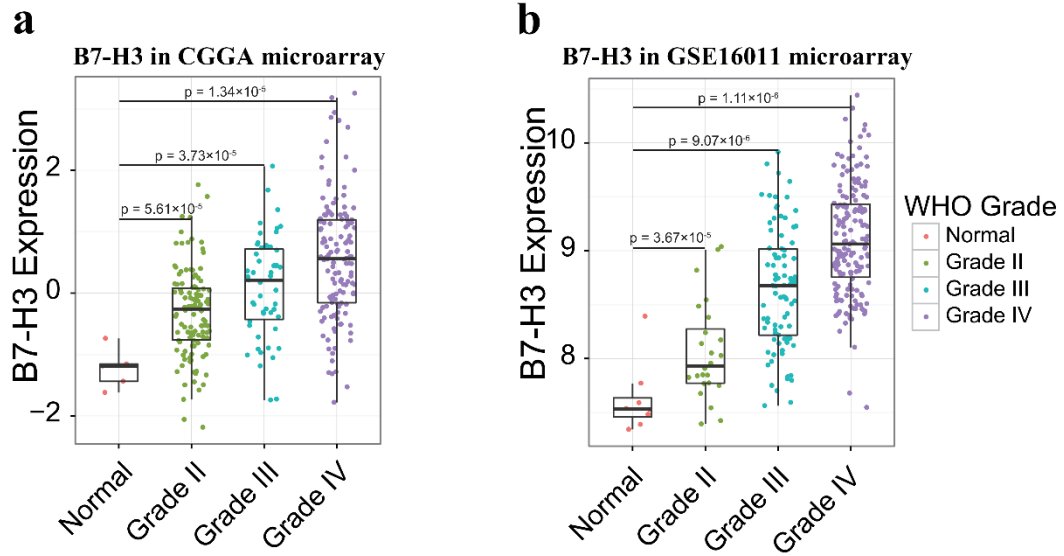 a
B7-H3 in CGGA microarray
B7-H3 Expression
2
0
−2
p = 1.34×10⁻⁵
p = 3.73×10⁻⁵
p = 5.61×10⁻⁵
Normal
Grade II
Grade III
Grade IV
b
B7-H3 in GSE16011 microarray
B7-H3 Expression
10
9
8
p = 1.11×10⁻⁶
p = 9.07×10⁻⁶
p = 3.67×10⁻⁵
Normal
Grade II
Grade III
Grade IV
WHO Grade
Normal
Grade II
Grade III
Grade IV